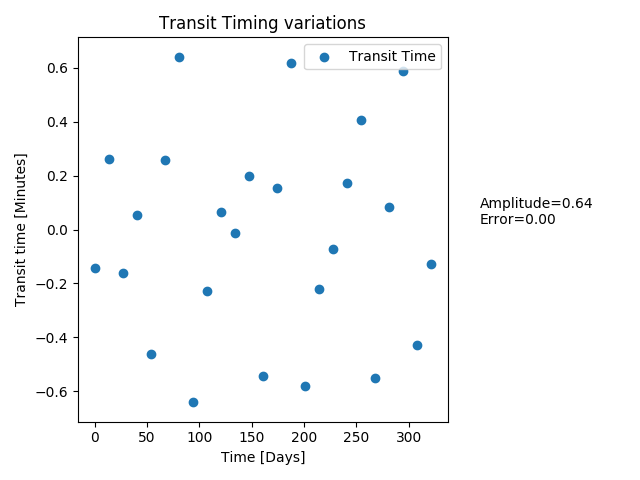 Transit Timing variations
Transit Time
Transit time [Minutes]
0.6
0.4
0.2
0.0
−0.2
−0.4
−0.6
0 50 100 150 200 250 300
Time [Days]
Amplitude=0.64
Error=0.00